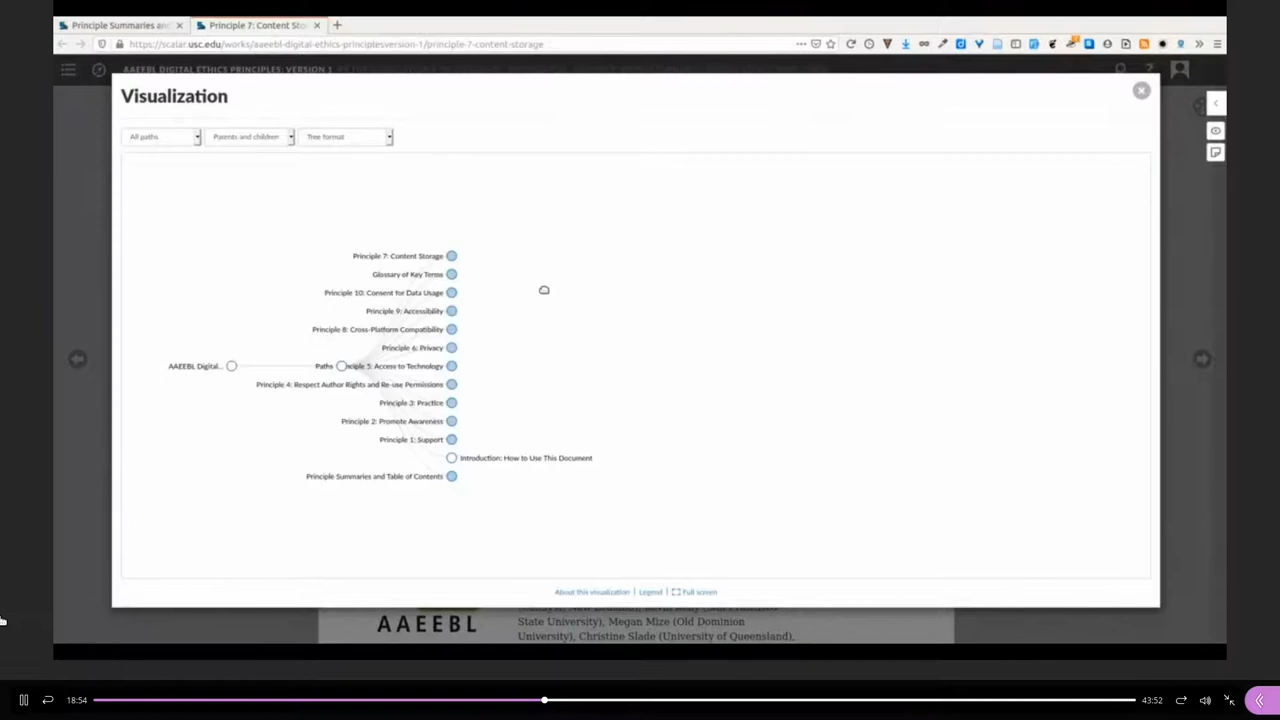 Principle Summaries and
Principle 7: Content Sto
https://scalar.usc.edu/works/aaeebl-digital-ethics-principlesversion-1/principle-7-content-storage
AAEEBL DIGITAL ETHICS PRINCIPLES: VERSION 1
Visualization
All paths
Parents and children
Tree format
Principle 7: Content Storage
Glossary of Key Terms
Principle 10: Consent for Data Usage
Principle 9: Accessibility
Principle 8: Cross-Platform Compatibility
Principle 6: Privacy
AAEEBL Digital...
Paths
nciple 5: Access to Technology
Principle 4: Respect Author Rights and Re-use Permissions
Principle 3: Practice
Principle 2: Promote Awareness
Principle 1: Support
Introduction: How to Use This Document
Principle Summaries and Table of Contents
About this visualization | Legend | Full screen
AAEEBL
State University), Megan Mize (Old Dominion
University), Christine Slade (University of Queensland),
18:54
43:52